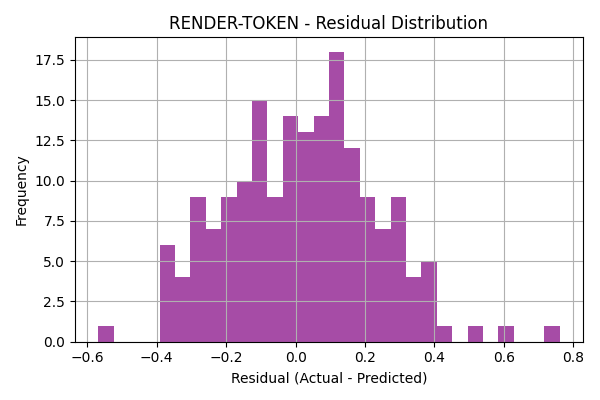 RENDER-TOKEN - Residual Distribution
Frequency
17.5
15.0
12.5
10.0
7.5
5.0
2.5
0.0
−0.6 −0.4 −0.2 0.0 0.2 0.4 0.6 0.8
Residual (Actual - Predicted)